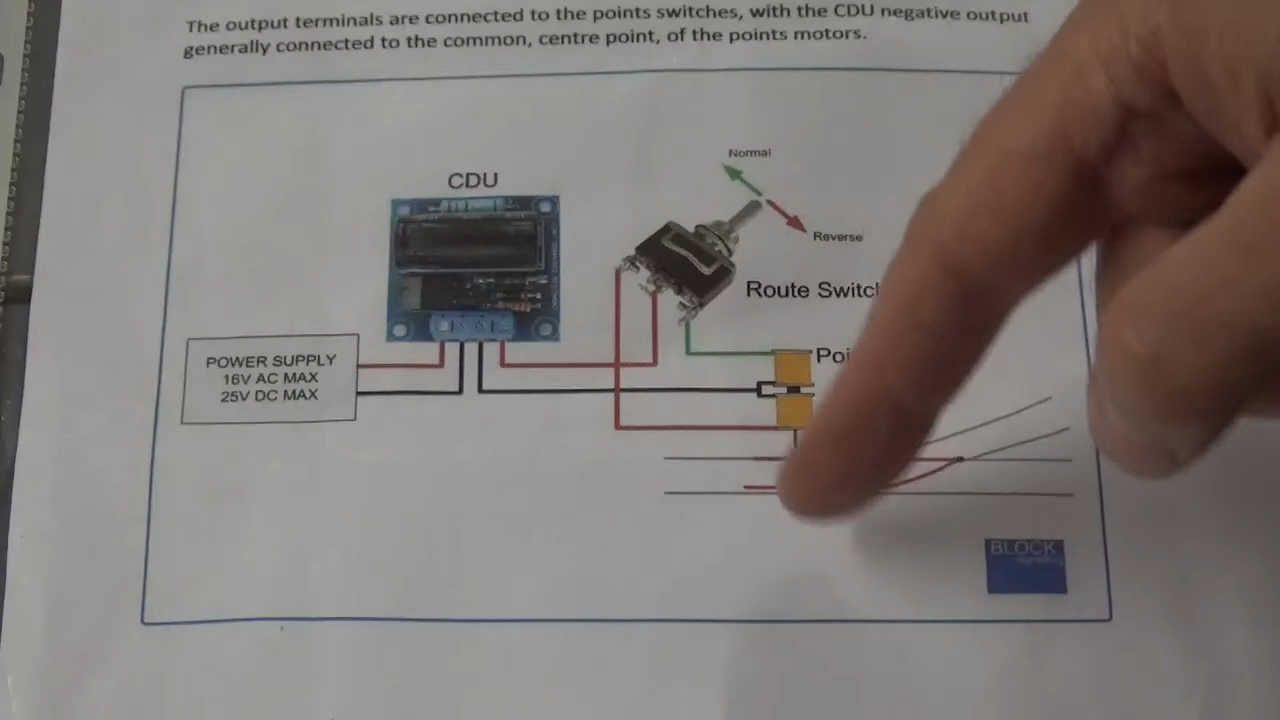 The output terminals are connected to the points switches, with the CDU negative output
generally connected to the common, centre point, of the points motors.
Normal
CDU
Reverse
Route Switc
POWER SUPPLY
16V AC MAX
25V DC MAX
Poi
BLOCK